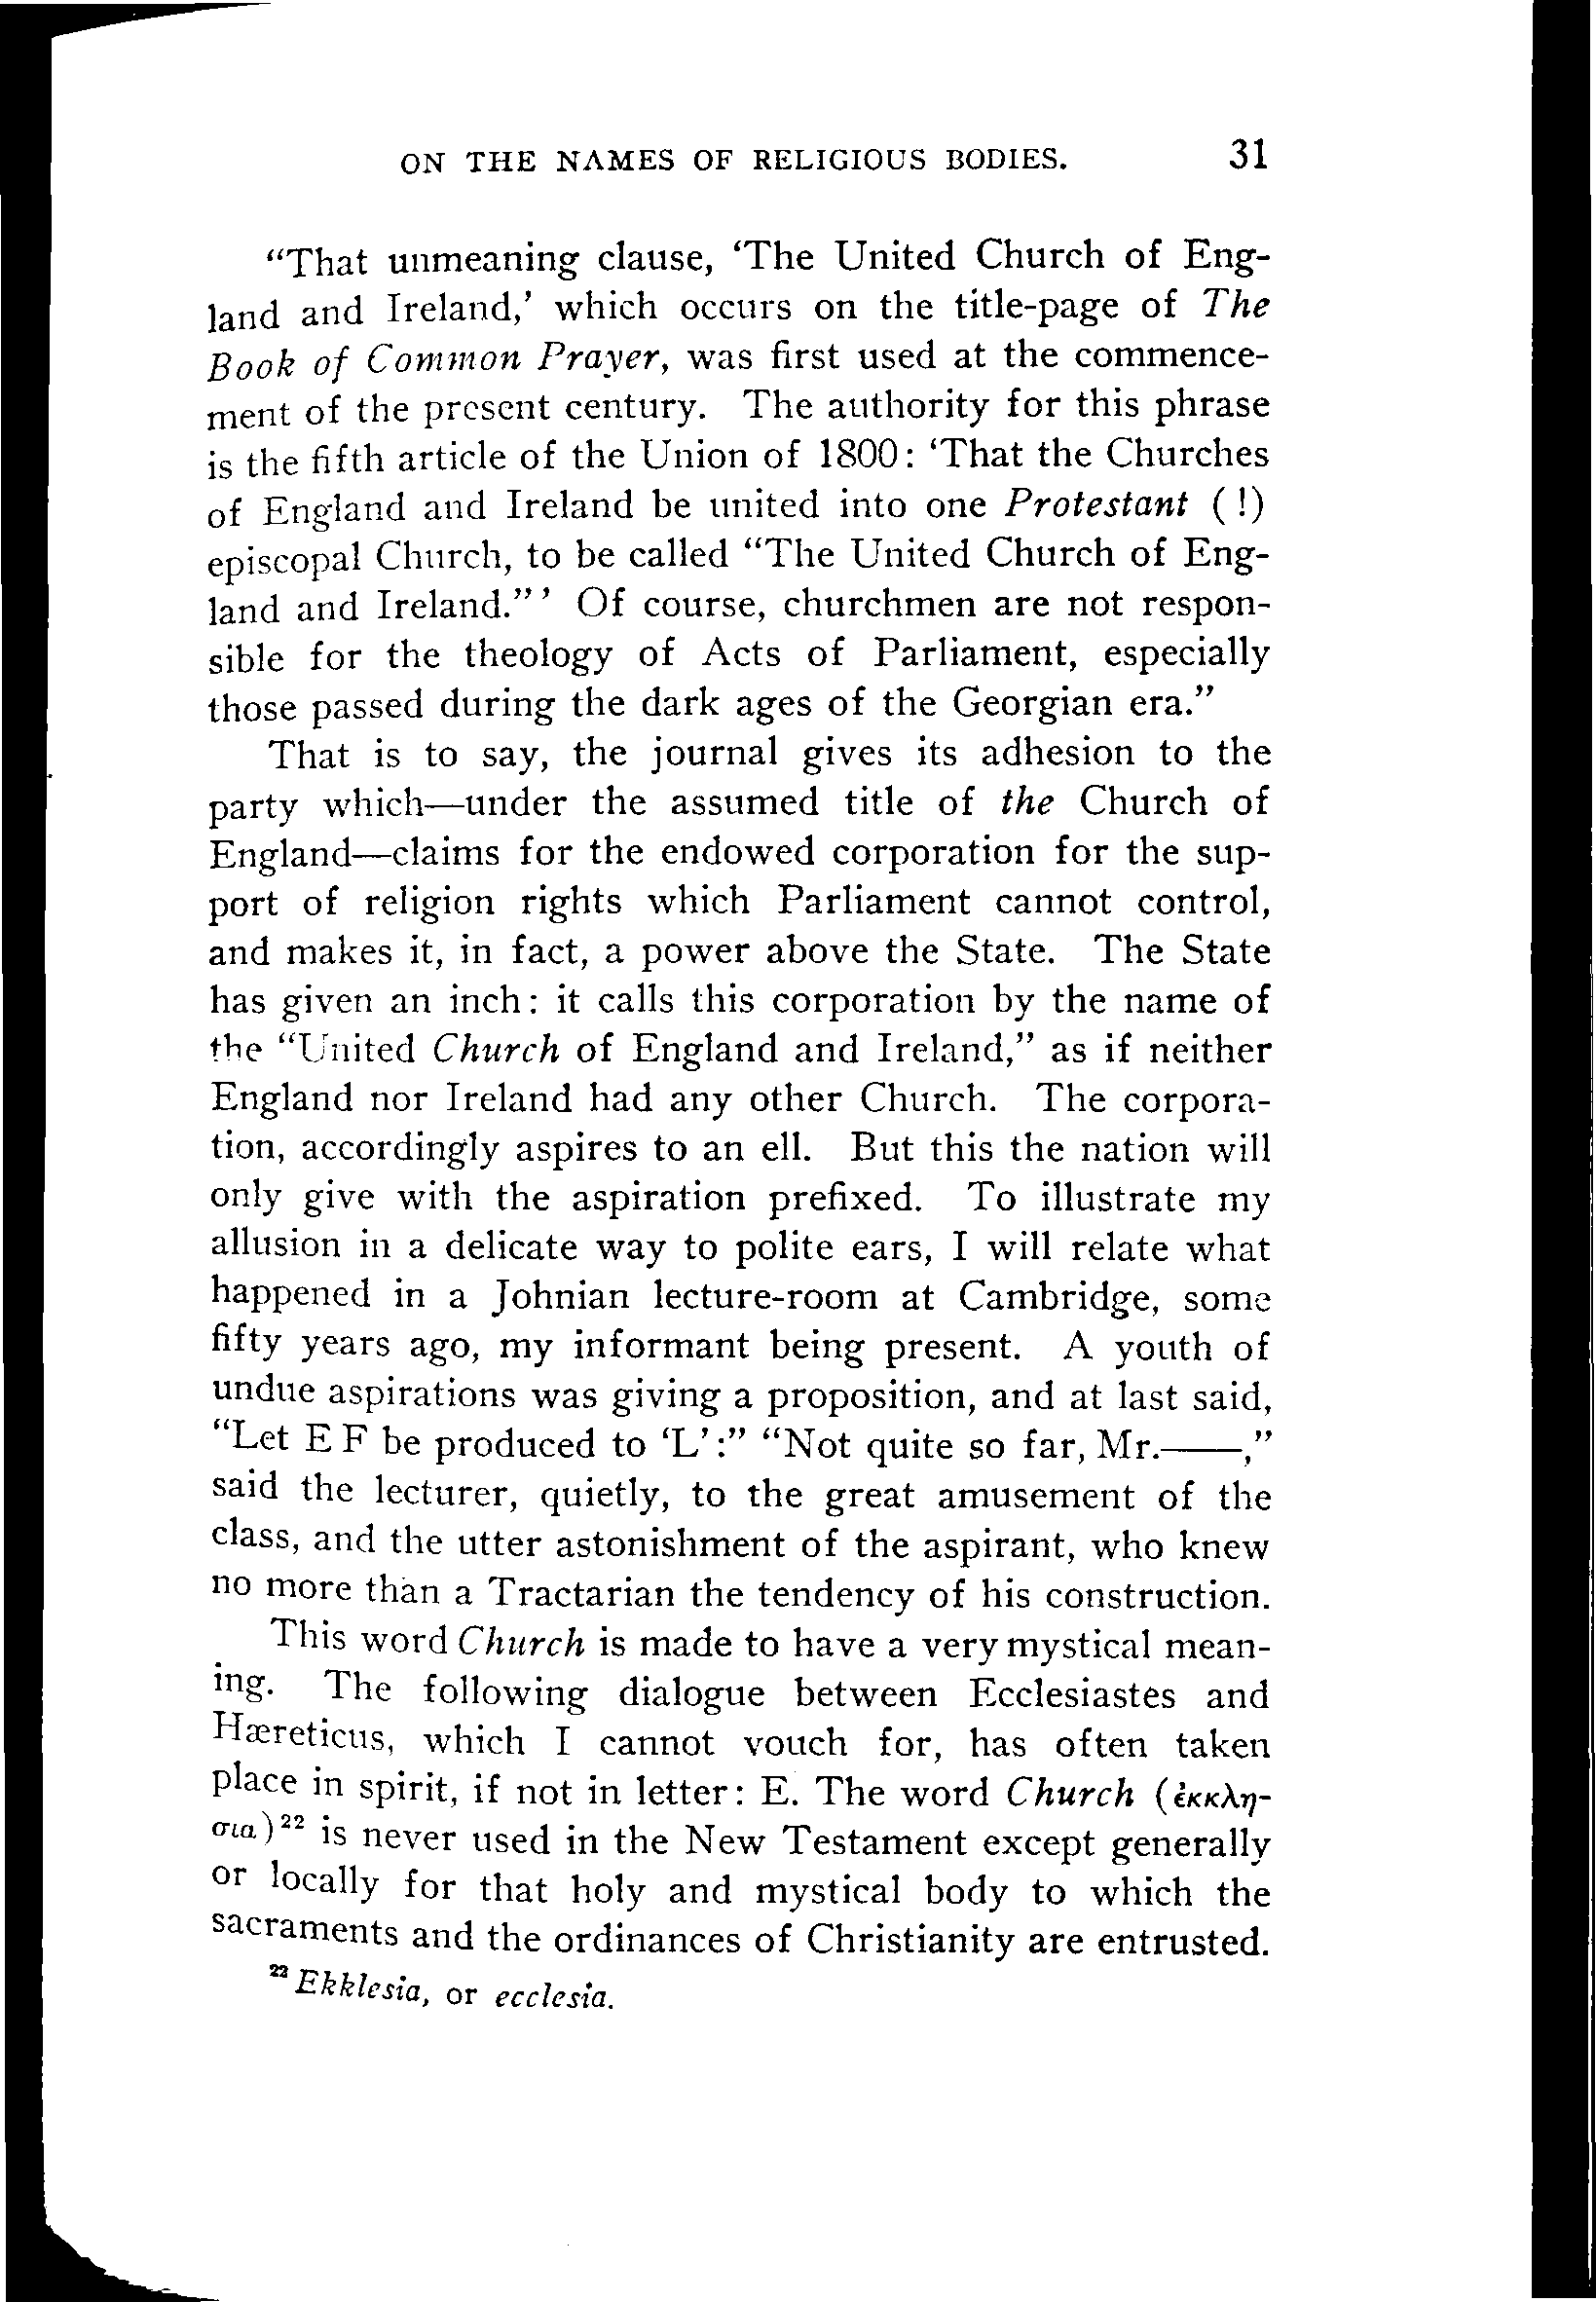 ON THE NAMES OF RELIGIOUS BODIES. 31
“That unmeaning clause, ‘The United Church of Eng-
land and Ireland,’ which occurs on the title-page of The
Book of Common Prayer, was first used at the commence-
ment of the present century. The authority for this phrase
is the fifth article of the Union of 1800: ‘That the Churches
of England and Ireland be united into one Protestant (!)
episcopal Church, to be called “The United Church of Eng-
land and Ireland.”’ Of course, churchmen are not respon-
sible for the theology of Acts of Parliament, especially
those passed during the dark ages of the Georgian era.”
That is to say, the journal gives its adhesion to the
party which—under the assumed title of the Church of
England—claims for the endowed corporation for the sup-
port of religion rights which Parliament cannot control,
and makes it, in fact, a power above the State. The State
has given an inch: it calls this corporation by the name of
the “United Church of England and Ireland,” as if neither
England nor Ireland had any other Church. The corpora-
tion, accordingly aspires to an ell. But this the nation will
only give with the aspiration prefixed. To illustrate my
allusion in a delicate way to polite ears, I will relate what
happened in a Johnian lecture-room at Cambridge, some
fifty years ago, my informant being present. A youth of
undue aspirations was giving a proposition, and at last said,
“Let E F be produced to ‘L’:” “Not quite so far, Mr.——,”
said the lecturer, quietly, to the great amusement of the
class, and the utter astonishment of the aspirant, who knew
no more than a Tractarian the tendency of his construction.
This word Church is made to have a very mystical mean-
ing. The following dialogue between Ecclesiastes and
Hæreticus, which I cannot vouch for, has often taken
place in spirit, if not in letter: E. The word Church (ἐκκλη-
σια)²² is never used in the New Testament except generally
or locally for that holy and mystical body to which the
sacraments and the ordinances of Christianity are entrusted.
²² Ekklesia, or ecclesia.